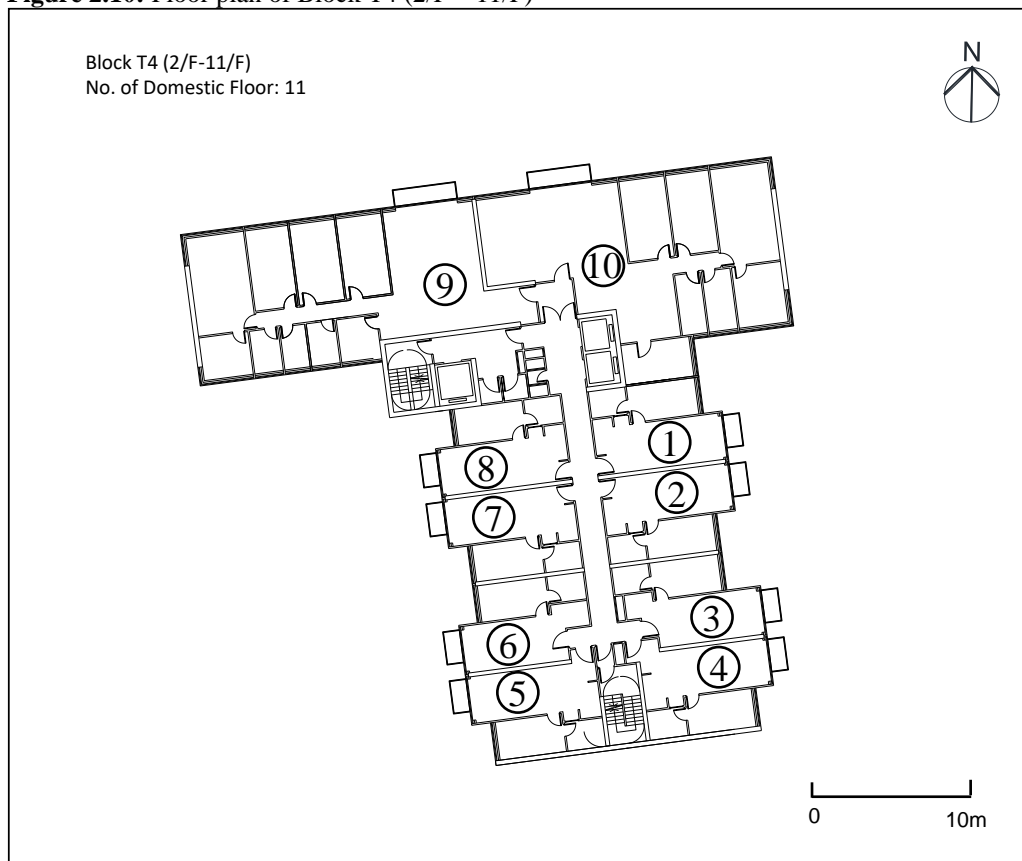 Figure 2.10: Floor plan of Block T4 (2/F – 11/F)
Block T4 (2/F-11/F)
No. of Domestic Floor: 11
N
9
10
1
8
2
7
3
6
4
5
0
10m